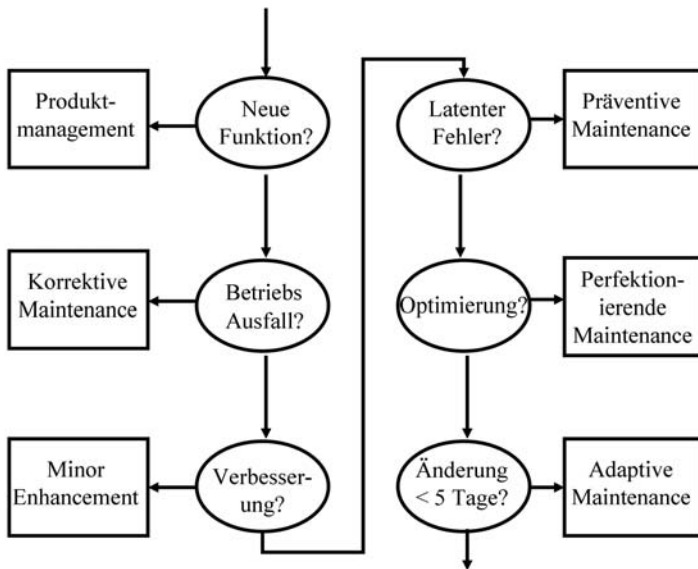 Produkt-
management
Neue
Funktion?
Latenter
Fehler?
Präventive
Maintenance
Korrektive
Maintenance
Betriebs
Ausfall?
Optimierung?
Perfektion-
ierende
Maintenance
Minor
Enhancement
Verbesser-
ung?
Änderung
< 5 Tage?
Adaptive
Maintenance